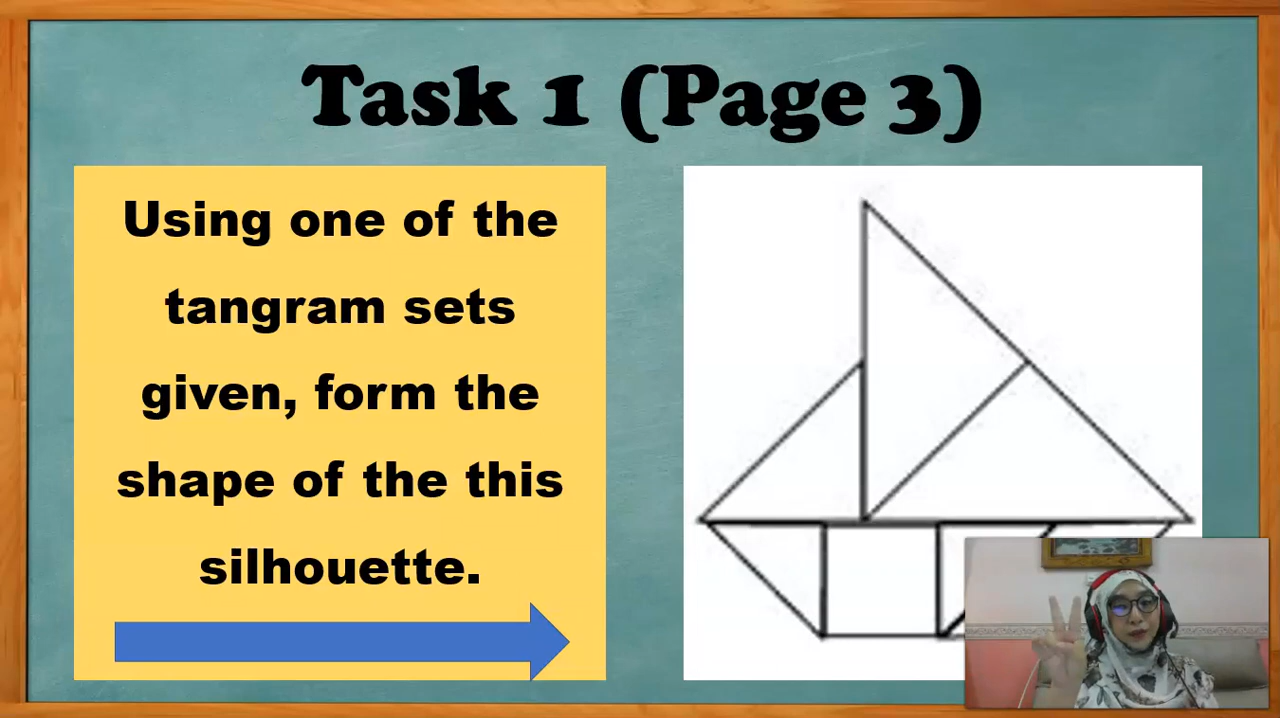 Task 1 (Page 3)
Using one of the
tangram sets
given, form the
shape of the this
silhouette.